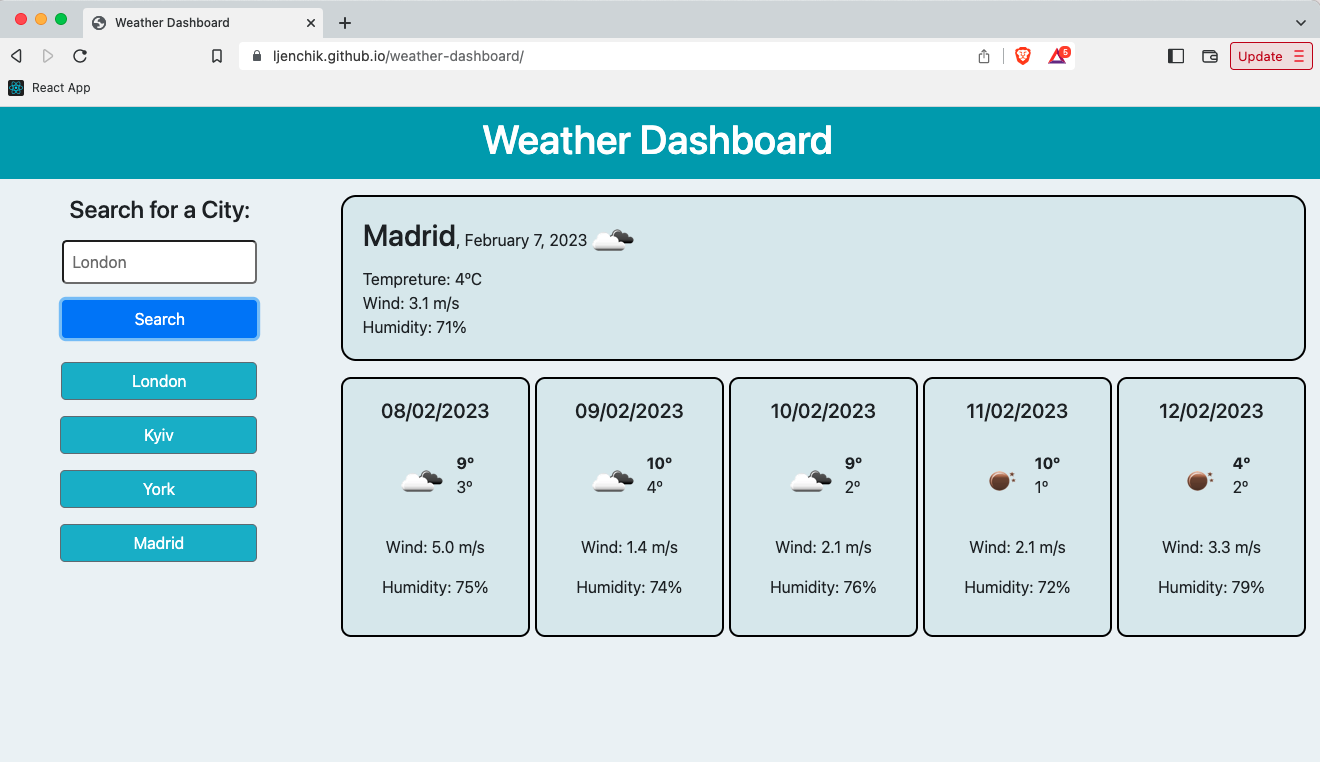 Weather Dashboard
ljenchik.github.io/weather-dashboard/
5
Update
React App
Weather Dashboard
Search for a City:
London
Search
London
Kyiv
York
Madrid
Madrid, February 7, 2023
Tempreture: 4°C
Wind: 3.1 m/s
Humidity: 71%
08/02/2023
9°
3°
Wind: 5.0 m/s
Humidity: 75%
09/02/2023
10°
4°
Wind: 1.4 m/s
Humidity: 74%
10/02/2023
9°
2°
Wind: 2.1 m/s
Humidity: 76%
11/02/2023
10°
1°
Wind: 2.1 m/s
Humidity: 72%
12/02/2023
4°
2°
Wind: 3.3 m/s
Humidity: 79%